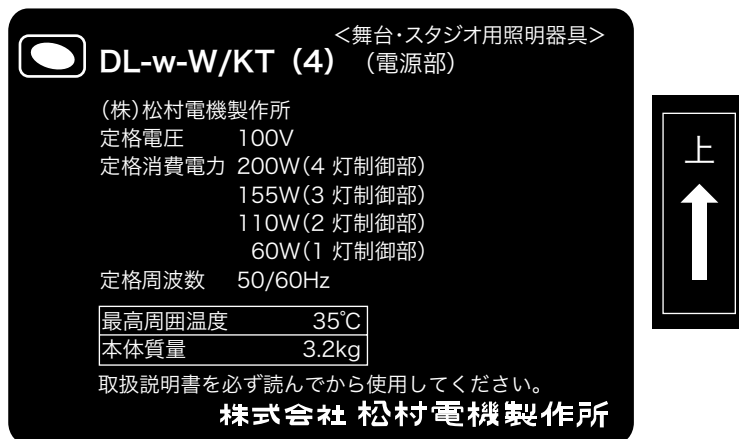 <舞台・スタジオ用照明器具>
DL-w-W/KT (4) (電源部)
(株)松村電機製作所
定格電圧 100V
定格消費電力 200W(4 灯制御部)
155W(3 灯制御部)
110W(2 灯制御部)
60W(1 灯制御部)
定格周波数 50/60Hz
最高周囲温度 35℃
本体質量 3.2kg
取扱説明書を必ず読んでから使用してください。
株式会社 松村電機製作所
上